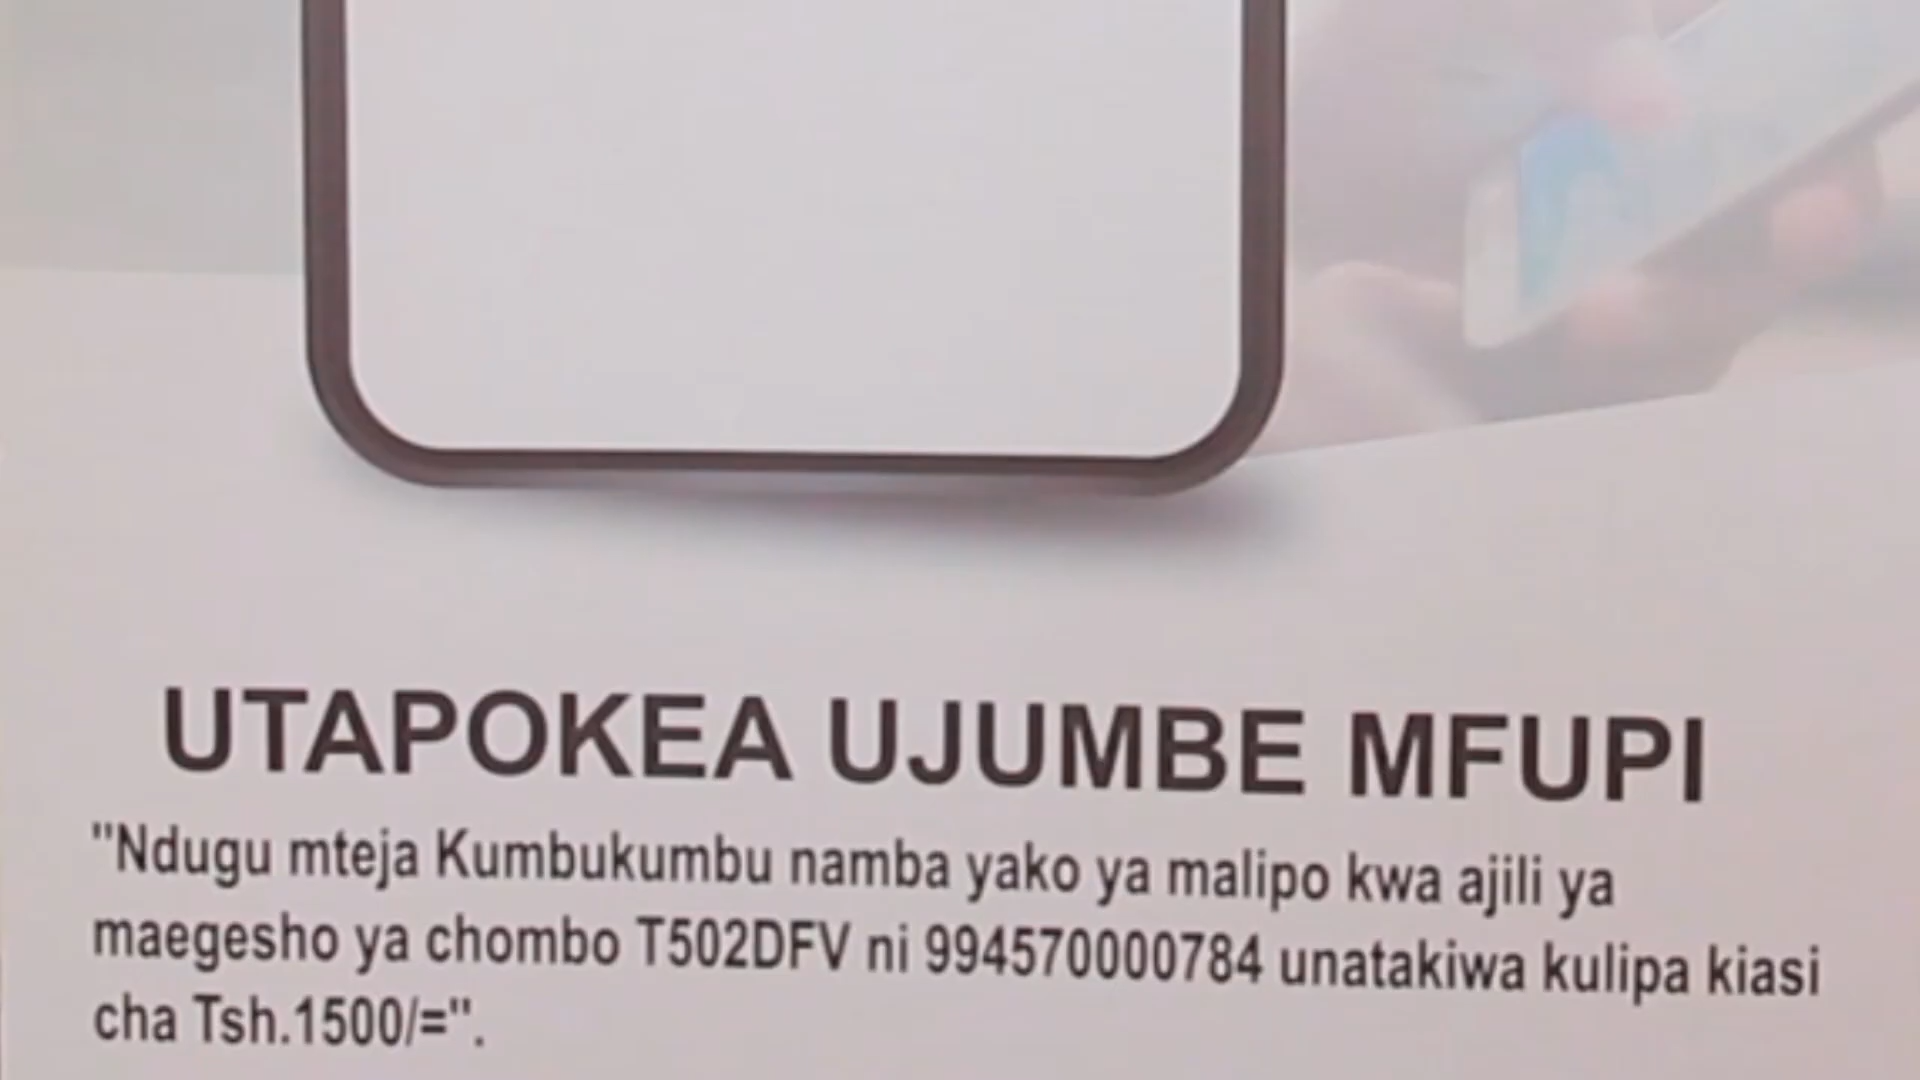 UTAPOKEA UJUMBE MFUPI
"Ndugu mteja Kumbukumbu namba yako ya malipo kwa ajili ya
maegesho ya chombo T502DFV ni 994570000784 unatakiwa kulipa kiasi
cha Tsh.1500/=".